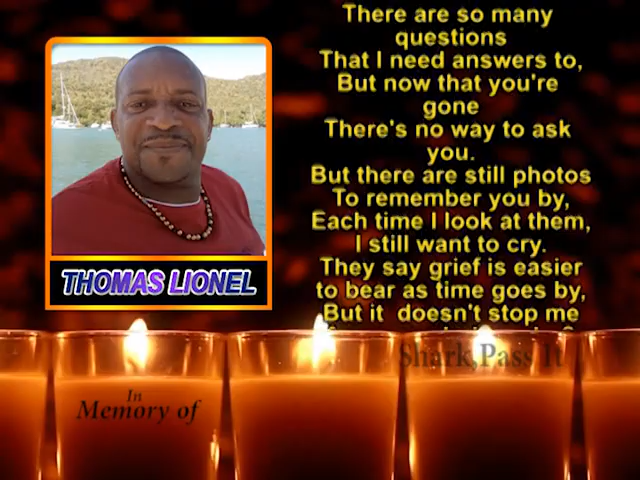 There are so many
questions
That I need answers to,
But now that you're
gone
There's no way to ask
you.
But there are still photos
To remember you by,
Each time I look at them,
I still want to cry.
They say grief is easier
to bear as time goes by,
But it  doesn't stop me
THOMAS LIONEL
Shark,Pass It
In
Memory of